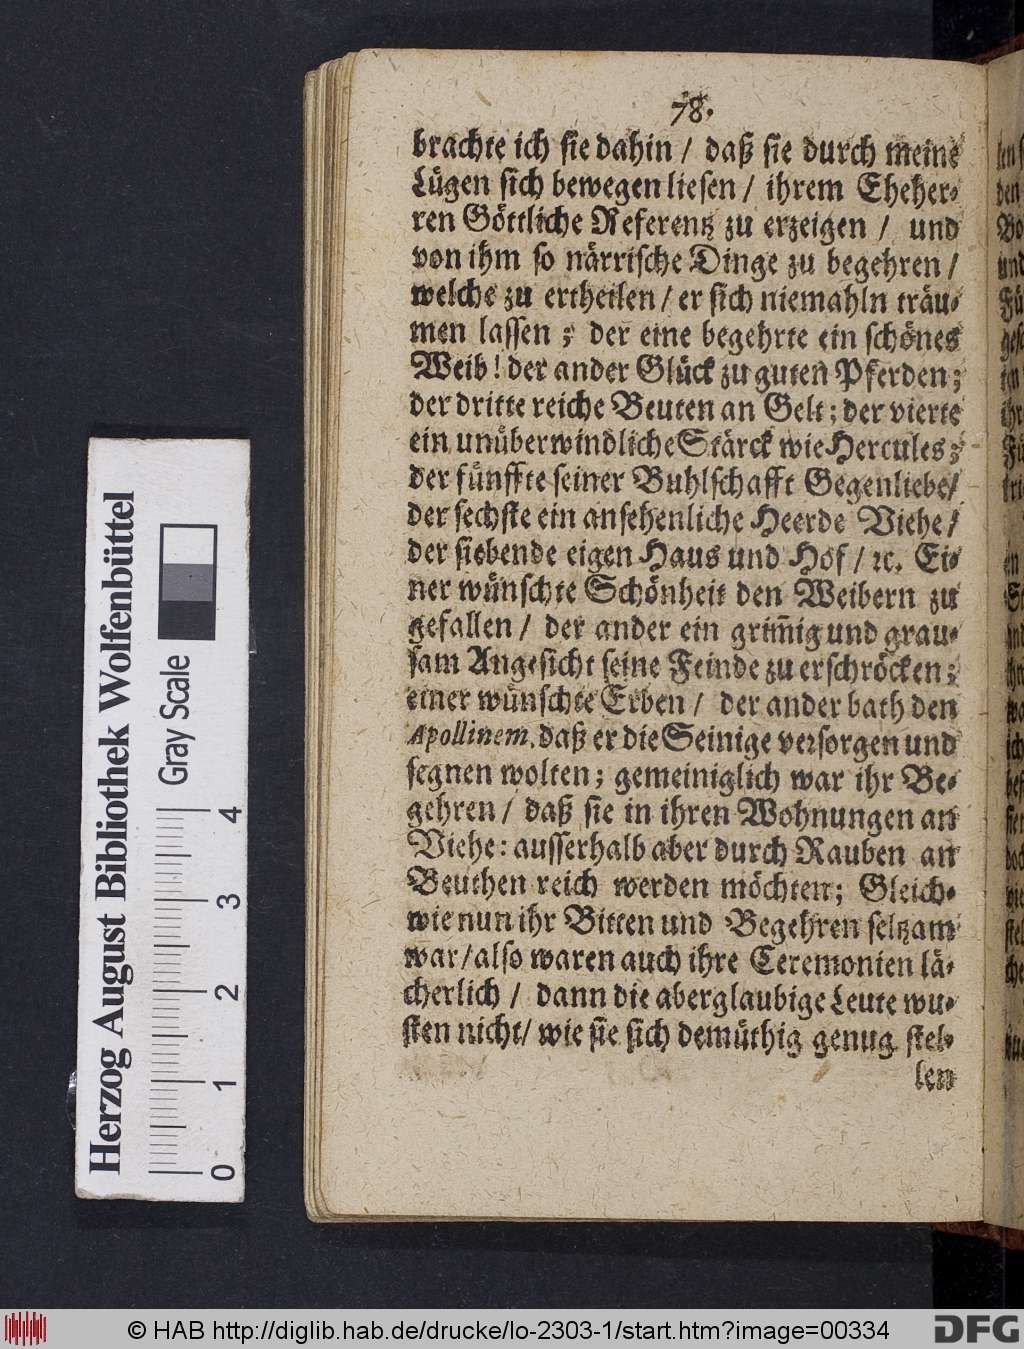 78.
brachte ich sie dahin / daß sie durch meine
Lügen sich bewegen liesen / ihrem Eheher-
ren Göttliche Referentz zu erzeigen / und
von ihm so närrische Dinge zu begehren /
welche zu ertheilen / er sich niemahln träu-
men lassen ; der eine begehrte ein schönes
Weib ! der ander Glück zu guten Pferden ;
der dritte reiche Beuten an Gelt ; der vierte
ein unüberwindliche Stärck wie Hercules ;
der fünffte seiner Buhlschafft Gegenliebe /
der sechste ein ansehenliche Heerde Viehe /
der siebende eigen Haus und Hof / ꝛc. Ei-
ner wünschte Schönheit den Weibern zu
gefallen / der ander ein grim̄ig und grau-
sam Angesicht seine Feinde zu erschröcken ;
einer wünschte Erben / der ander bath den
Apollinem, daß er die Seinige versorgen und
segnen wolten ; gemeiniglich war ihr Be-
gehren / daß sie in ihren Wohnungen an
Viehe : ausserhalb aber durch Rauben an
Beuthen reich werden möchten ; Gleich-
wie nun ihr Bitten und Begehren seltzam
war / also waren auch ihre Ceremonien lä-
cherlich / dann die aberglaubige Leute wu-
sten nicht / wie sie sich demüthig genug stel-
len
Herzog August Bibliothek Wolfenbüttel
Gray Scale
0 1 2 3 4
© HAB http://diglib.hab.de/drucke/lo-2303-1/start.htm?image=00334
DFG